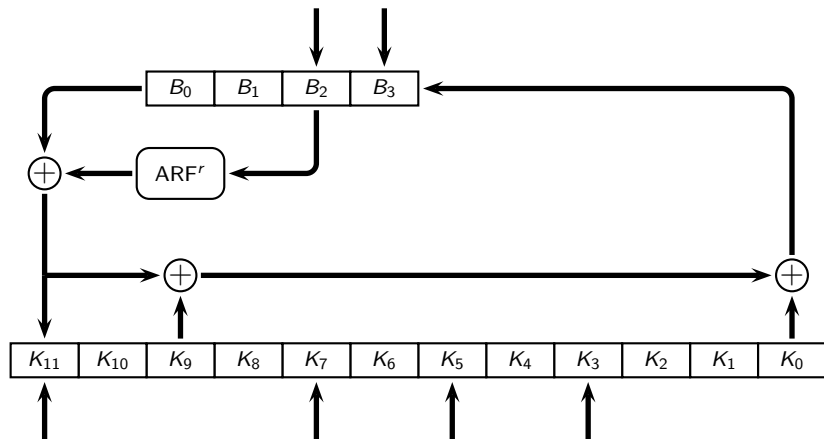 B₀ B₁ B₂ B₃
+ ARFʳ
+ +
K₁₁ K₁₀ K₉ K₈ K₇ K₆ K₅ K₄ K₃ K₂ K₁ K₀